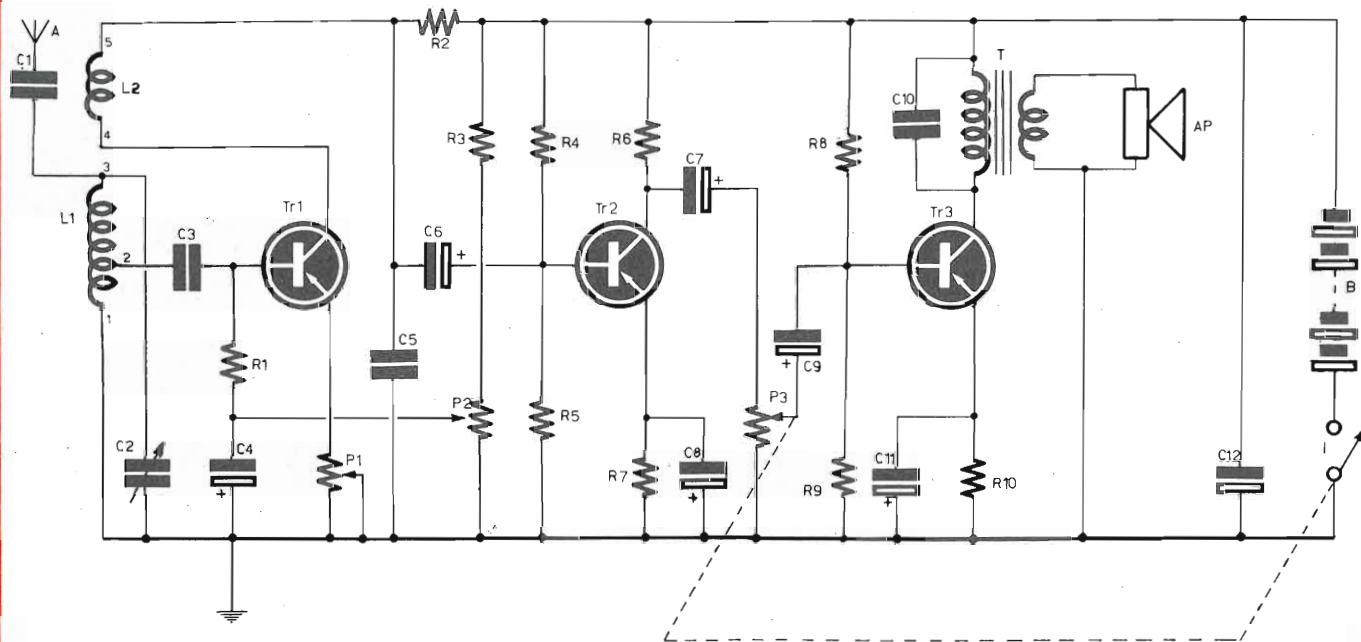 A
C1
5
L2
4
3
L1
2
1
C3
Tr1
R1
C2
C4
+
P1
R2
C5
C6
+
R3
P2
R4
R5
R6
Tr2
R7
C7
+
C8
+
P3
R8
C9
+
R9
C10
T
AP
Tr3
C11
+
R10
C12
+
B
I